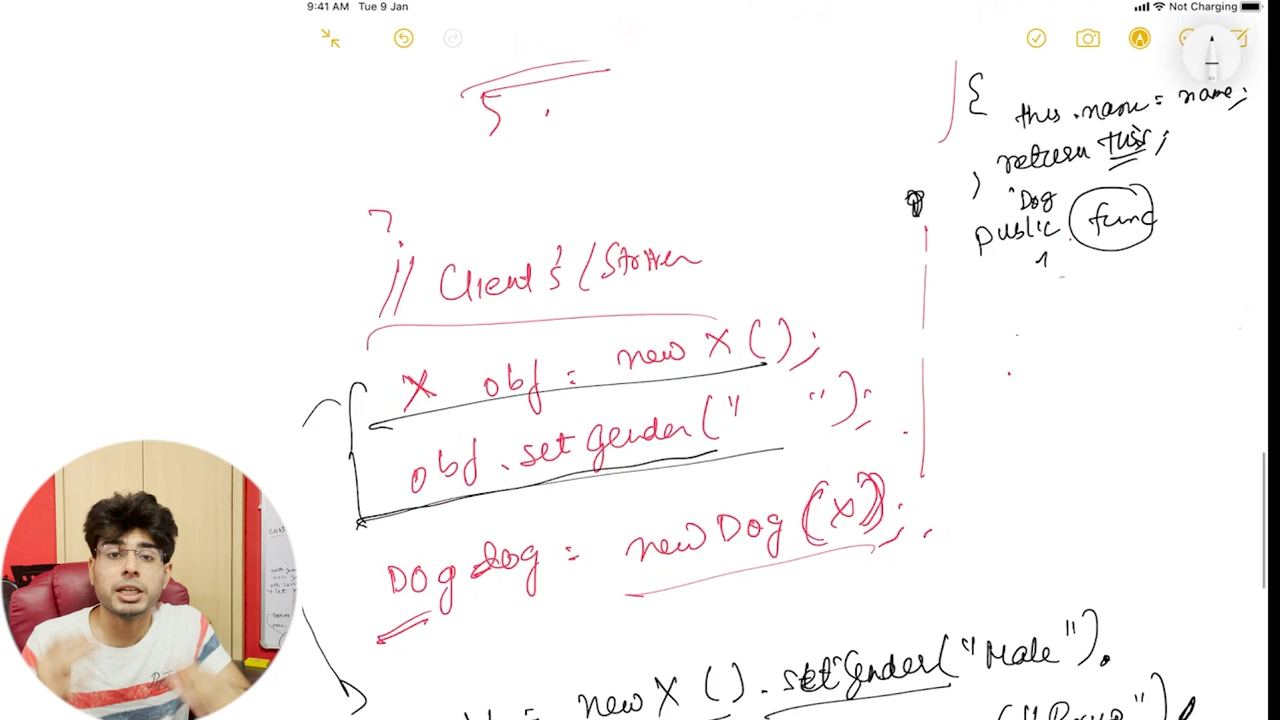 9:41 AM Tue 9 Jan
Not Charging
{
this.name = name;
return this;
}
Dog
public func
// Client's / Striver
X obj = new X();
obj.setGender(" ");
Dog dog = new Dog(X);
= new X().setGender("Male").